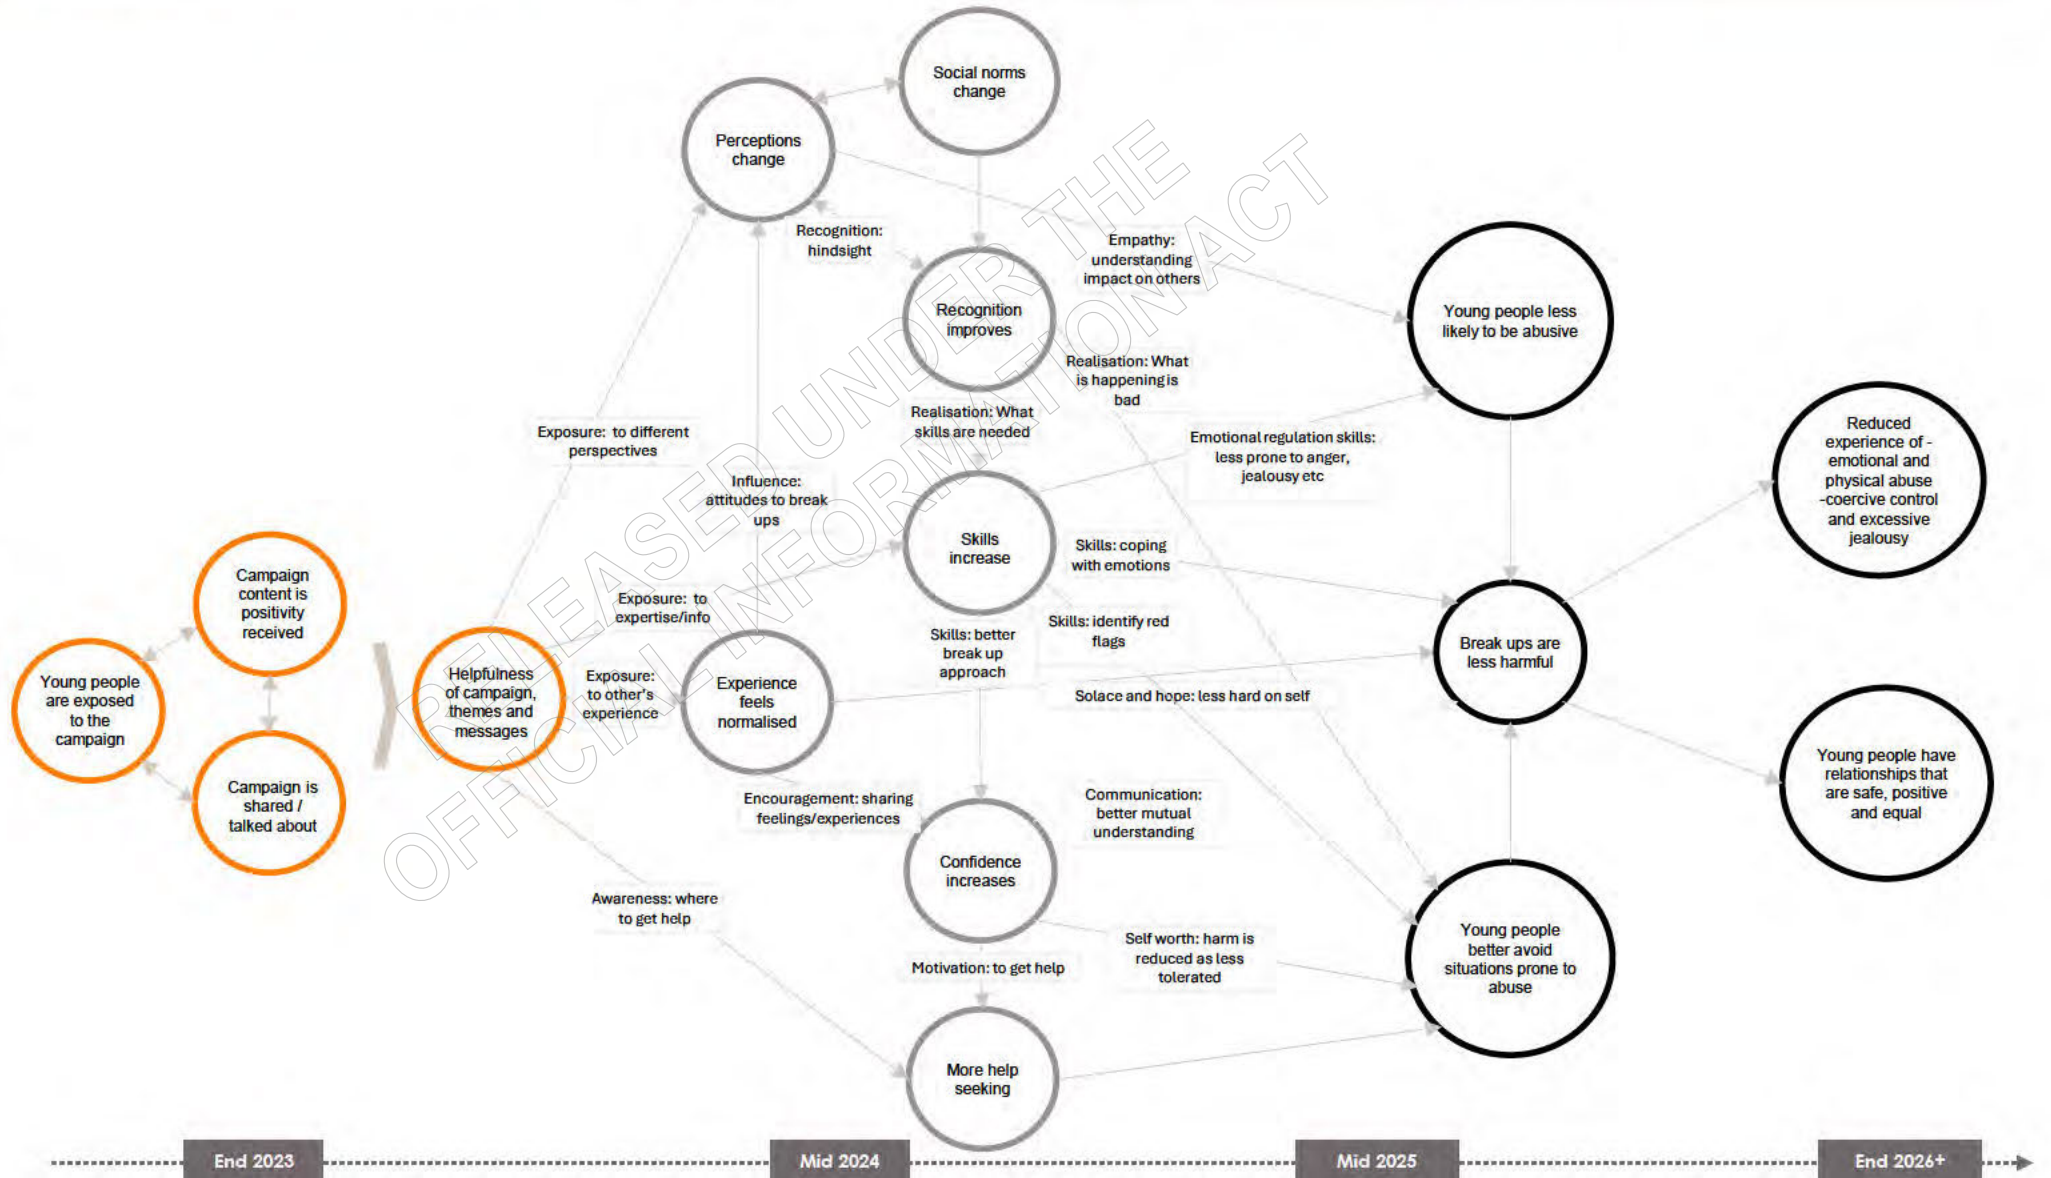 Social norms
change
Perceptions
change
Recognition:
hindsight
Empathy:
understanding
impact on others
Recognition
improves
Young people less
likely to be abusive
Realisation: What
is happening is
bad
Realisation: What
skills are needed
Exposure: to different
perspectives
Emotional regulation skills:
less prone to anger,
jealousy etc
Influence:
attitudes to break
ups
Reduced
experience of -
emotional and
physical abuse
-coercive control
and excessive
jealousy
Skills
increase
Skills: coping
with emotions
Campaign
content is
positivity
received
Exposure: to
expertise/info
Skills: identify red
flags
Skills: better
break up
approach
Break ups are
less harmful
Young people
are exposed
to the
campaign
Helpfulness
of campaign,
themes and
messages
Exposure:
to other's
experience
Experience
feels
normalised
Solace and hope: less hard on self
Campaign is
shared /
talked about
Encouragement: sharing
feelings/experiences
Communication:
better mutual
understanding
Young people have
relationships that
are safe, positive
and equal
Confidence
increases
Awareness: where
to get help
Self worth: harm is
reduced as less
tolerated
Young people
better avoid
situations prone to
abuse
Motivation: to get help
More help
seeking
End 2023
Mid 2024
Mid 2025
End 2026+
RELEASED UNDER THE
OFFICIAL INFORMATION ACT